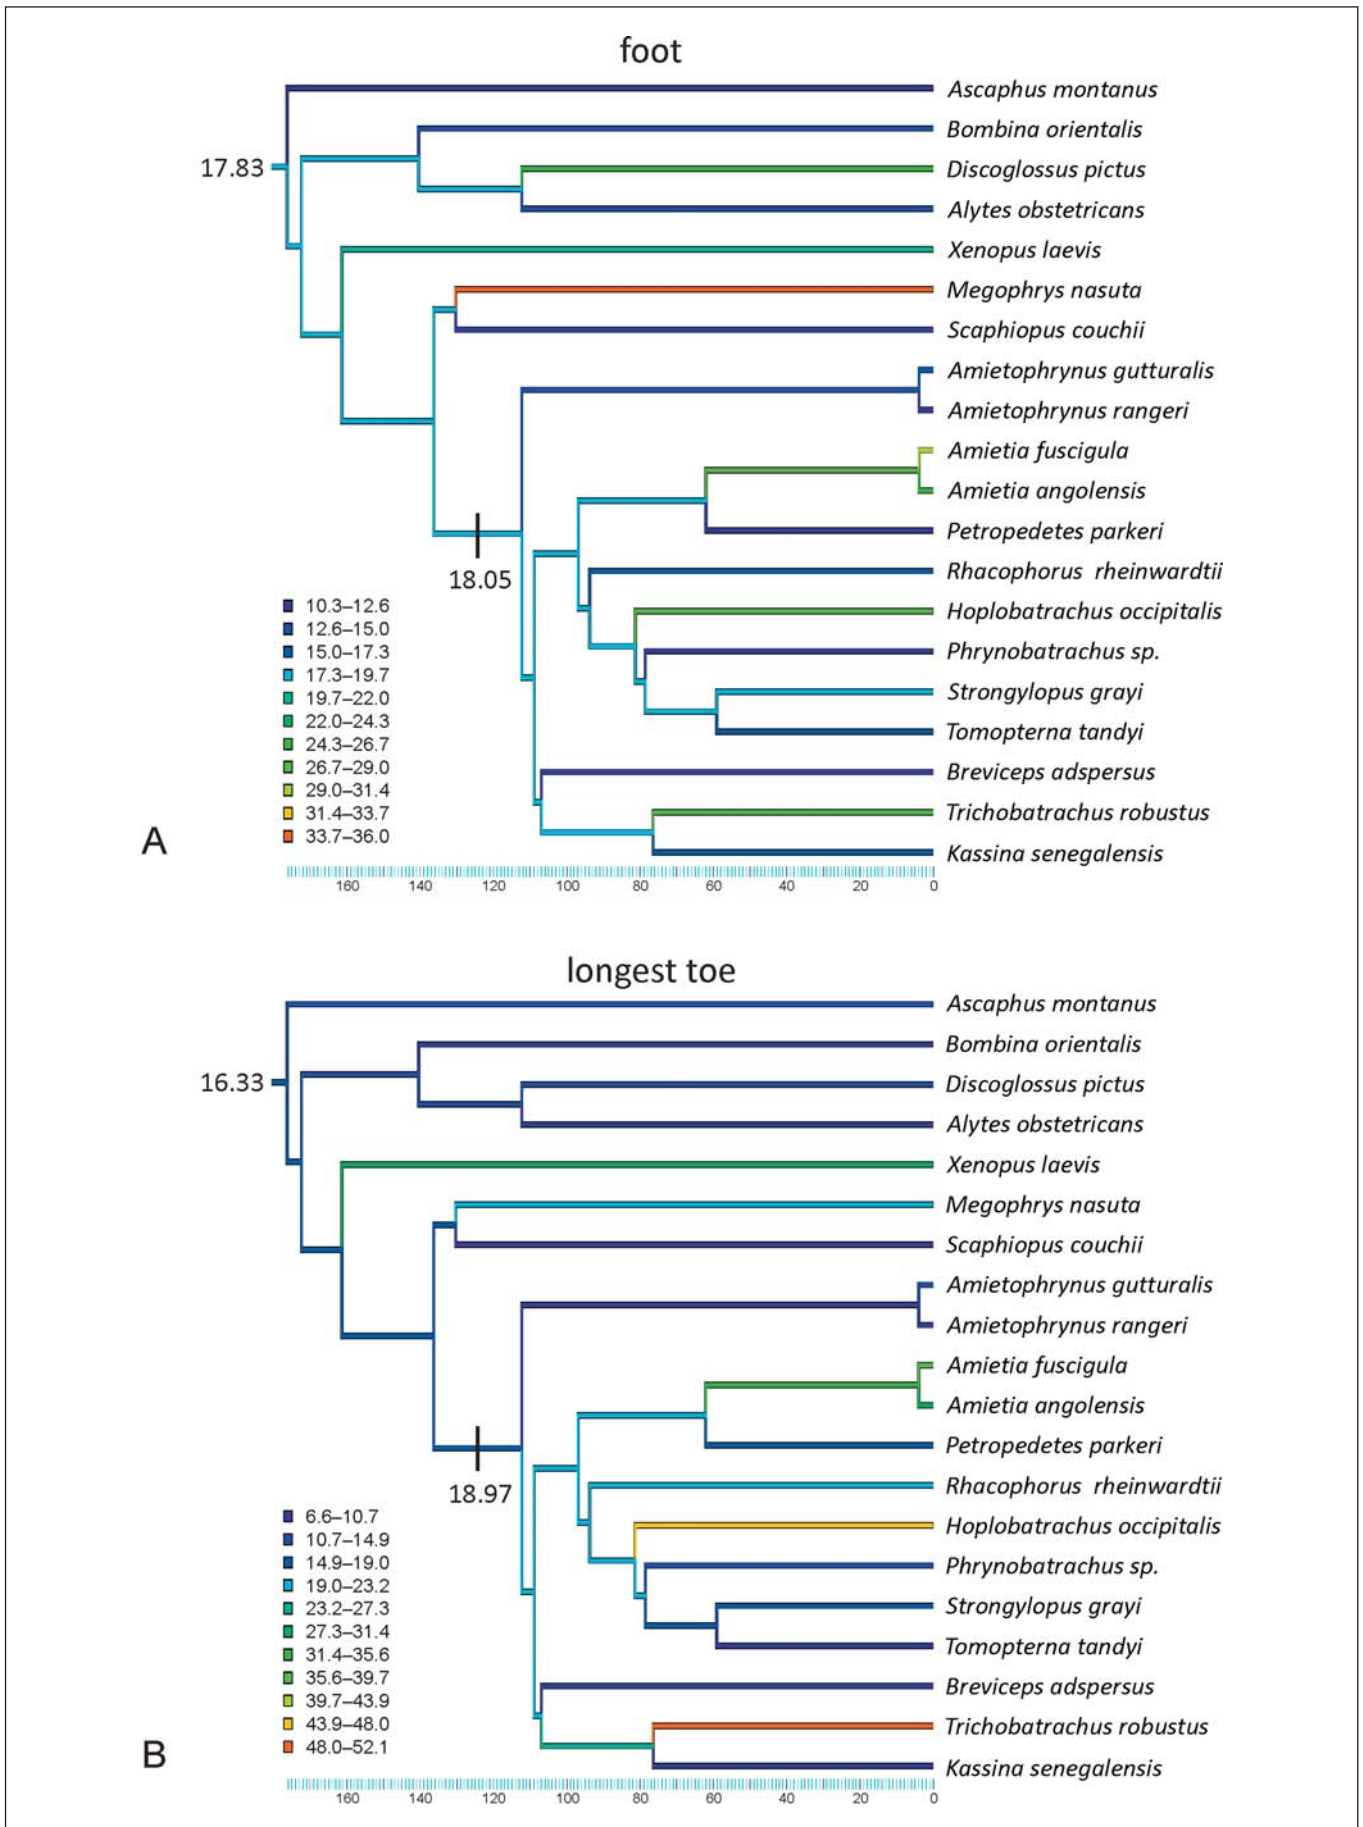 foot
Ascaphus montanus
Bombina orientalis
17.83
Discoglossus pictus
Alytes obstetricans
Xenopus laevis
Megophrys nasuta
Scaphiopus couchii
Amietophrynus gutturalis
Amietophrynus rangeri
Amietia fuscigula
Amietia angolensis
Petropedetes parkeri
Rhacophorus rheinwardtii
18.05
Hoplobatrachus occipitalis
Phrynobatrachus sp.
Strongylopus grayi
Tomopterna tandyi
Breviceps adspersus
Trichobatrachus robustus
Kassina senegalensis
10.3–12.6
12.6–15.0
15.0–17.3
17.3–19.7
19.7–22.0
22.0–24.3
24.3–26.7
26.7–29.0
29.0–31.4
31.4–33.7
33.7–36.0
A
160 140 120 100 80 60 40 20 0
longest toe
Ascaphus montanus
Bombina orientalis
16.33
Discoglossus pictus
Alytes obstetricans
Xenopus laevis
Megophrys nasuta
Scaphiopus couchii
Amietophrynus gutturalis
Amietophrynus rangeri
Amietia fuscigula
Amietia angolensis
Petropedetes parkeri
Rhacophorus rheinwardtii
18.97
Hoplobatrachus occipitalis
Phrynobatrachus sp.
Strongylopus grayi
Tomopterna tandyi
Breviceps adspersus
Trichobatrachus robustus
Kassina senegalensis
6.6–10.7
10.7–14.9
14.9–19.0
19.0–23.2
23.2–27.3
27.3–31.4
31.4–35.6
35.6–39.7
39.7–43.9
43.9–48.0
48.0–52.1
B
160 140 120 100 80 60 40 20 0